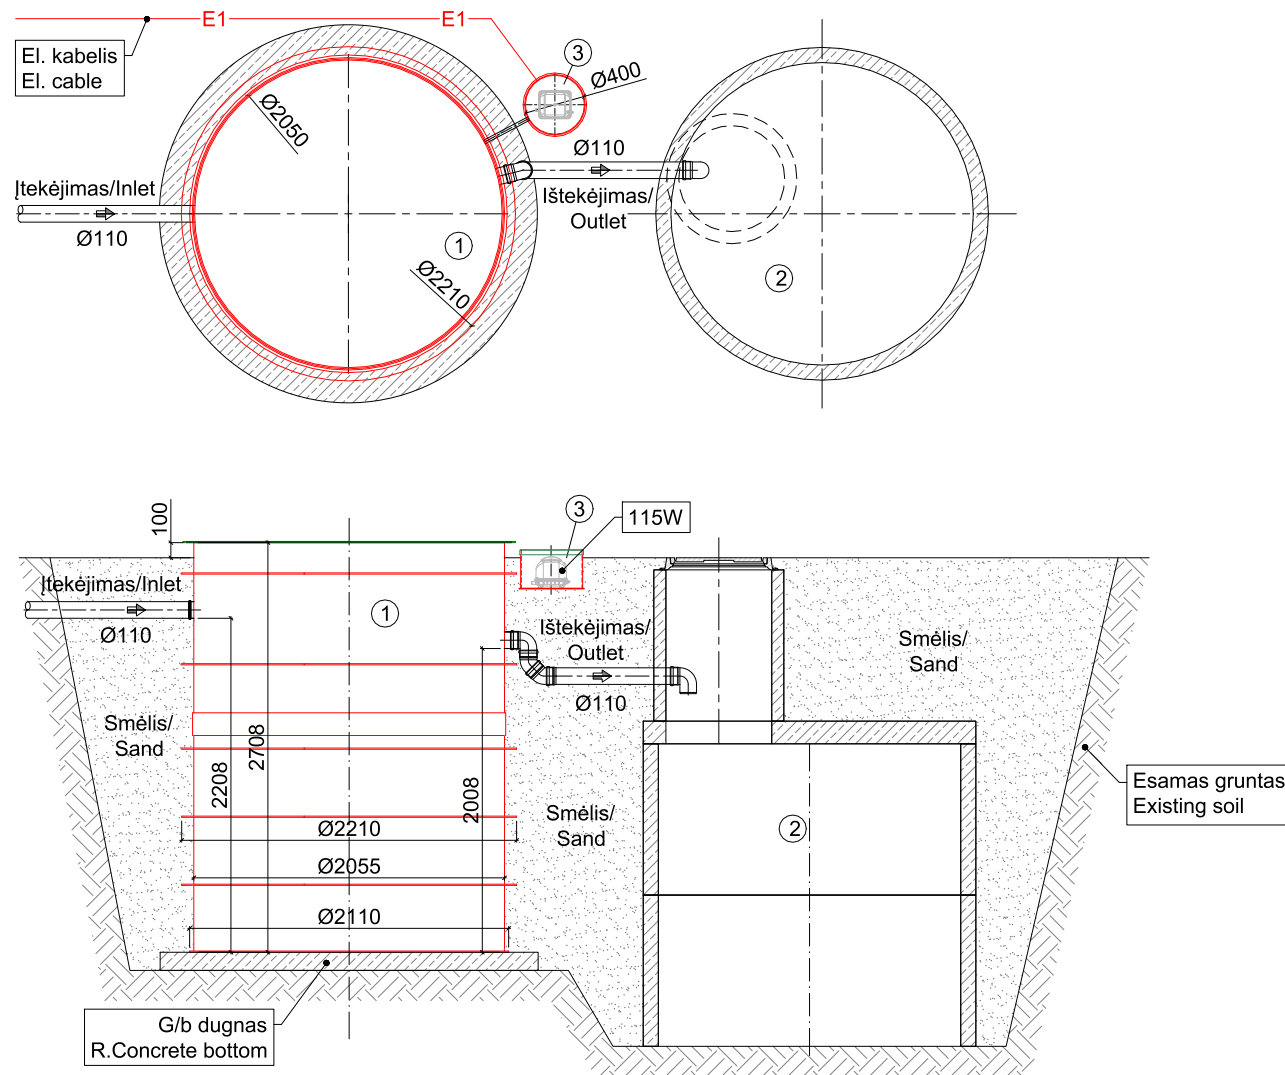 E1
E1
El. kabelis
El. cable
3
Ø400
Ø2050
Ø110
Įtekėjimas/Inlet
Ø110
Ištekėjimas/
Outlet
1
Ø2210
2
100
3
115W
Įtekėjimas/Inlet
Ø110
1
Ištekėjimas/
Outlet
Ø110
Smėlis/
Sand
Smėlis/
Sand
2208
2708
2008
Esamas gruntas
Existing soil
Smėlis/
Sand
2
Ø2210
Ø2055
Ø2110
G/b dugnas
R.Concrete bottom